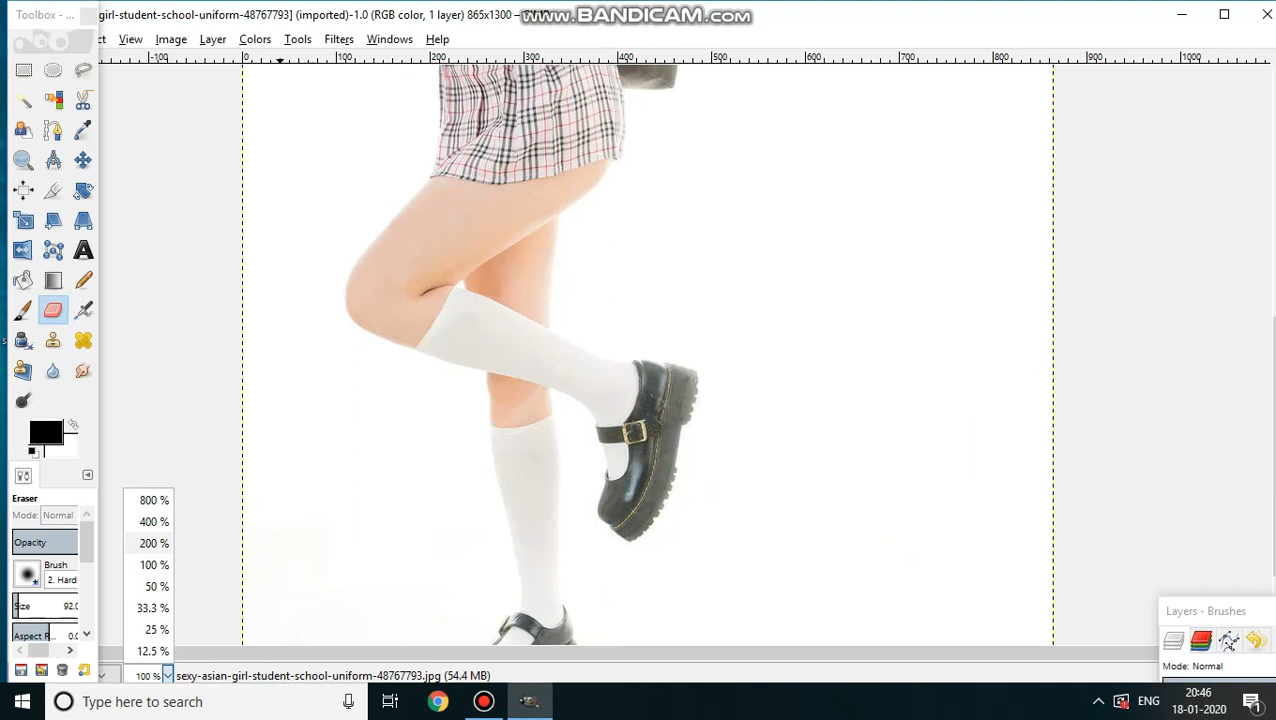 Toolbox -
girl-student-school-uniform-48767793] (imported)-1.0 (RGB color, 1 layer) 865x1300 –
www.BANDICAM.com
View Image Layer Colors Tools Filters Windows Help
-100 0 100 200 300 400 500 600 700 800 900 1000
Eraser
Mode: Normal
Opacity
Brush
2. Hard
Size 92.0
Aspect R... 0.0
800 %
400 %
200 %
100 %
50 %
33.3 %
25 %
12.5 %
100 % sexy-asian-girl-student-school-uniform-48767793.jpg (54.4 MB)
Layers - Brushes
Mode: Normal
Type here to search
ENG
20:46
18-01-2020
1